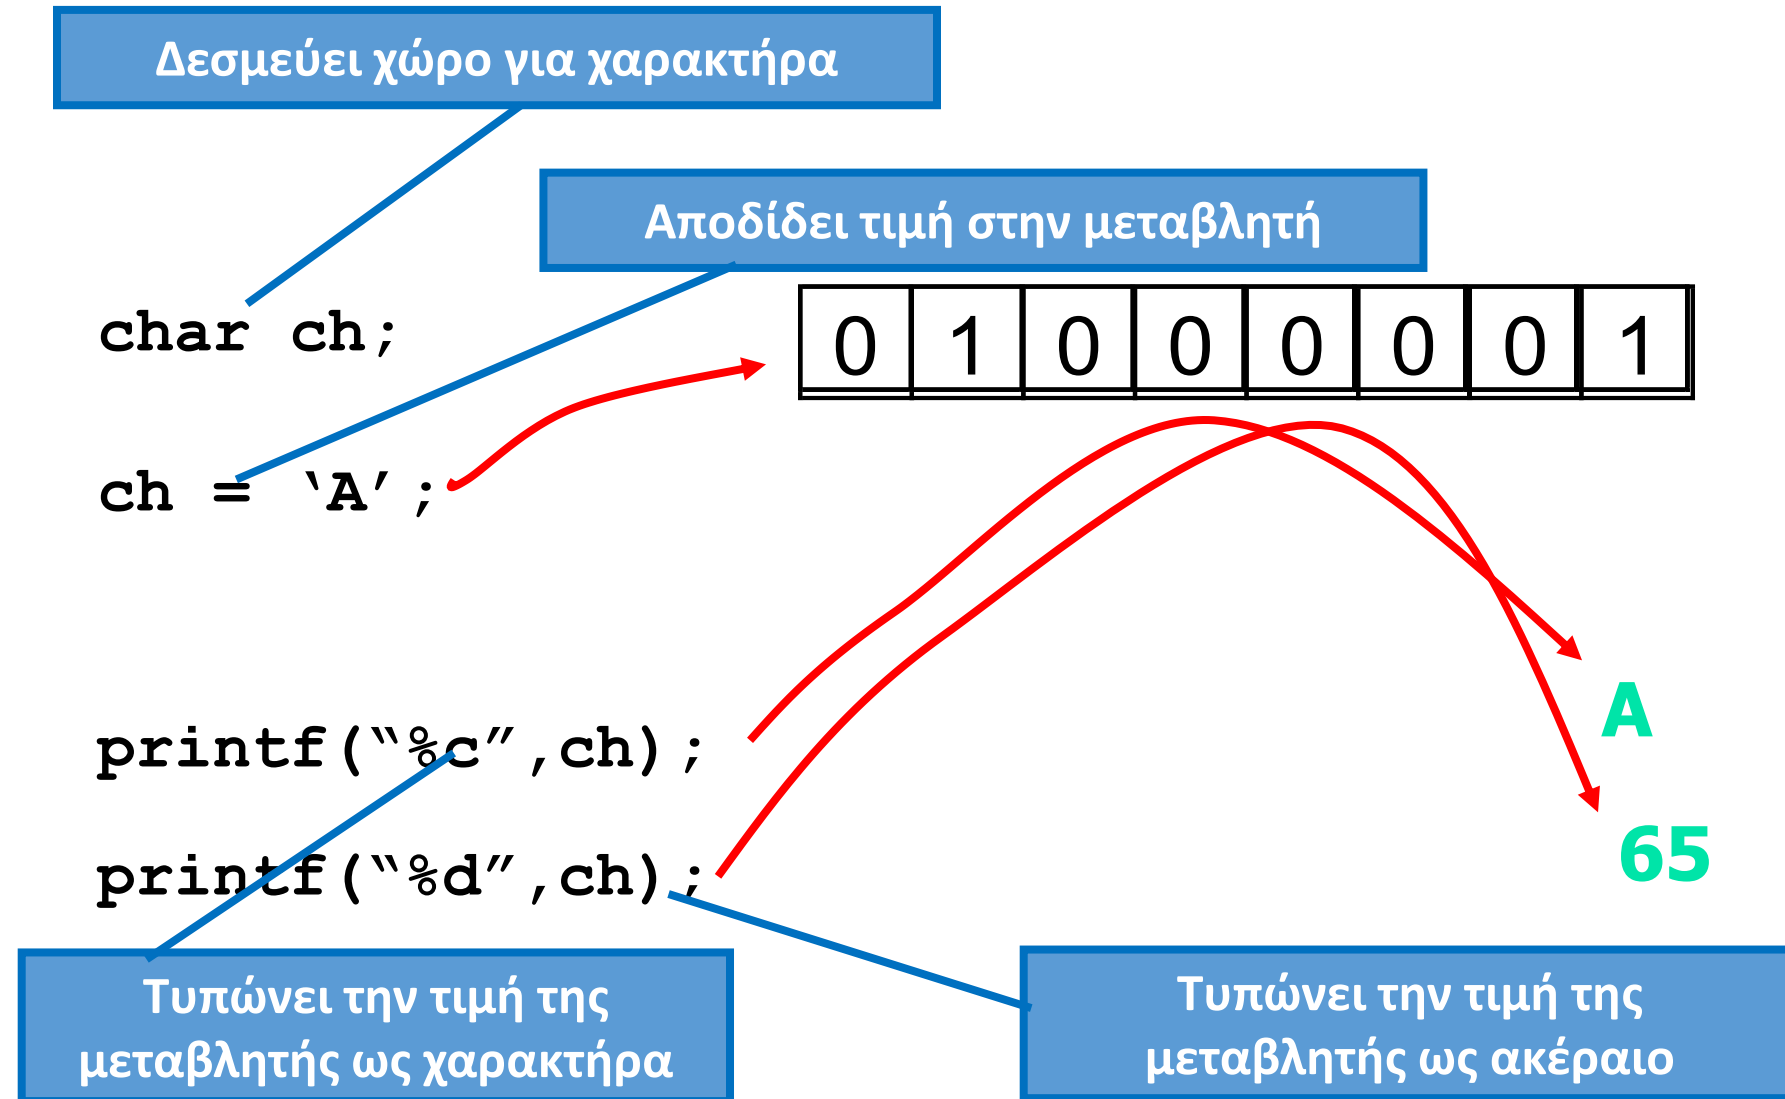 Δεσμεύει χώρο για χαρακτήρα
Αποδίδει τιμή στην μεταβλητή
char ch;
0 1 0 0 0 0 0 1
ch = ‘A’;
printf(“%c”,ch);
A
printf(“%d”,ch);
65
Τυπώνει την τιμή της
μεταβλητής ως χαρακτήρα
Τυπώνει την τιμή της
μεταβλητής ως ακέραιο